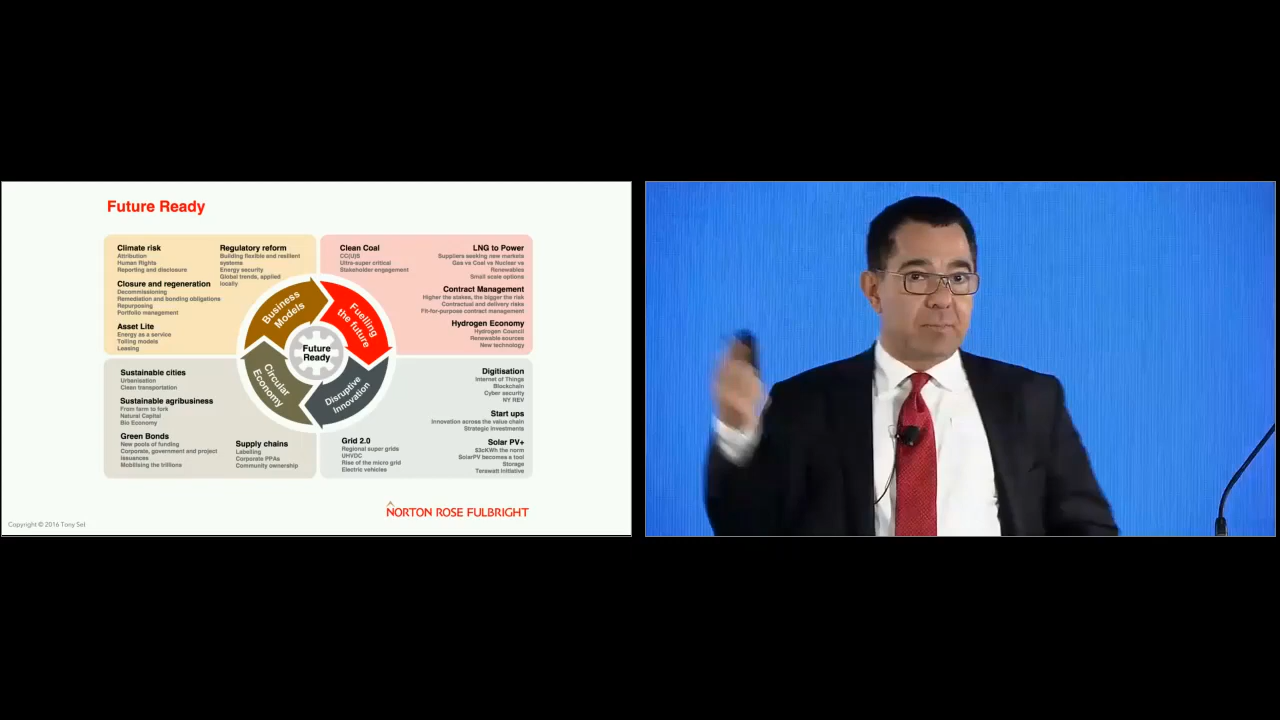 Future Ready
Climate risk
Attribution
Human Rights
Reporting and disclosure
Closure and regeneration
Decommissioning
Remediation and bonding obligations
Repurposing
Portfolio management
Asset Lite
Energy as a service
Tolling models
Leasing
Regulatory reform
Building flexible and resilient
systems
Energy security
Global trends, applied
locally
Clean Coal
CC(U)S
Ultra-super critical
Stakeholder engagement
LNG to Power
Suppliers seeking new markets
Gas vs Coal vs Nuclear vs
Renewables
Small scale options
Contract Management
Higher the stakes, the bigger the risk
Contractual and delivery risks
Fit-for-purpose contract management
Hydrogen Economy
Hydrogen Council
Renewable sources
New technology
Business
Models
Fuelling
the future
Future
Ready
Circular
Economy
Disruptive
Innovation
Sustainable cities
Urbanisation
Clean transportation
Sustainable agribusiness
From farm to fork
Natural Capital
Bio Economy
Green Bonds
New pools of funding
Corporate, government and project
issuances
Mobilising the trillions
Supply chains
Labelling
Corporate PPAs
Community ownership
Grid 2.0
Regional super grids
UHVDC
Rise of the micro grid
Electric vehicles
Digitisation
Internet of Things
Blockchain
Cyber security
NY REV
Start ups
Innovation across the value chain
Strategic investments
Solar PV+
$3cKWh the norm
SolarPV becomes a tool
Storage
Terawatt Initiative
NORTON ROSE FULBRIGHT
Copyright © 2016 Tony Set